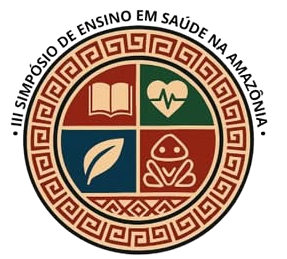 • III SIMPÓSIO DE ENSINO EM SAÚDE NA AMAZÔNIA •